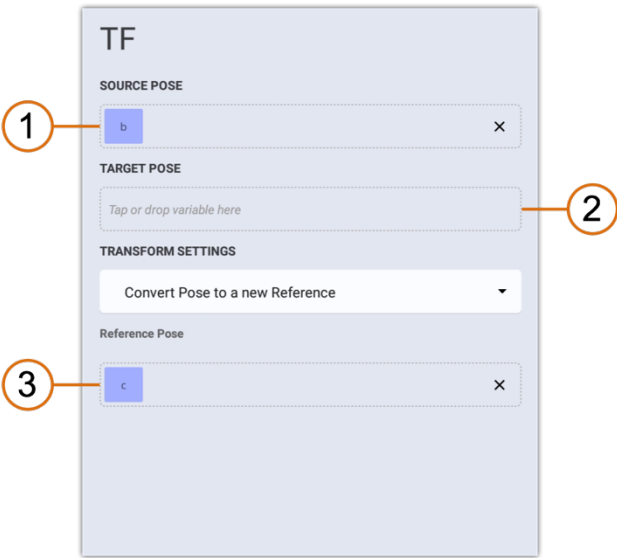 TF
SOURCE POSE
1
b
×
TARGET POSE
Tap or drop variable here
2
TRANSFORM SETTINGS
Convert Pose to a new Reference
Reference Pose
3
c
×